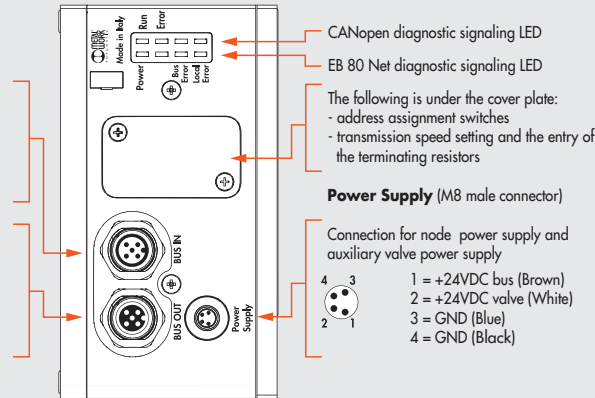 METAL
WORK
PNEUMATIC
Made in Italy
Run
Error
Power
Bus
Error
Local
Error
BUS IN
BUS OUT
Power
Supply
CANopen diagnostic signaling LED
EB 80 Net diagnostic signaling LED
The following is under the cover plate:
- address assignment switches
- transmission speed setting and the entry of
the terminating resistors
Power Supply (M8 male connector)
Connection for node power supply and
auxiliary valve power supply
4 3
2 1
1 = +24VDC bus (Brown)
2 = +24VDC valve (White)
3 = GND (Blue)
4 = GND (Black)